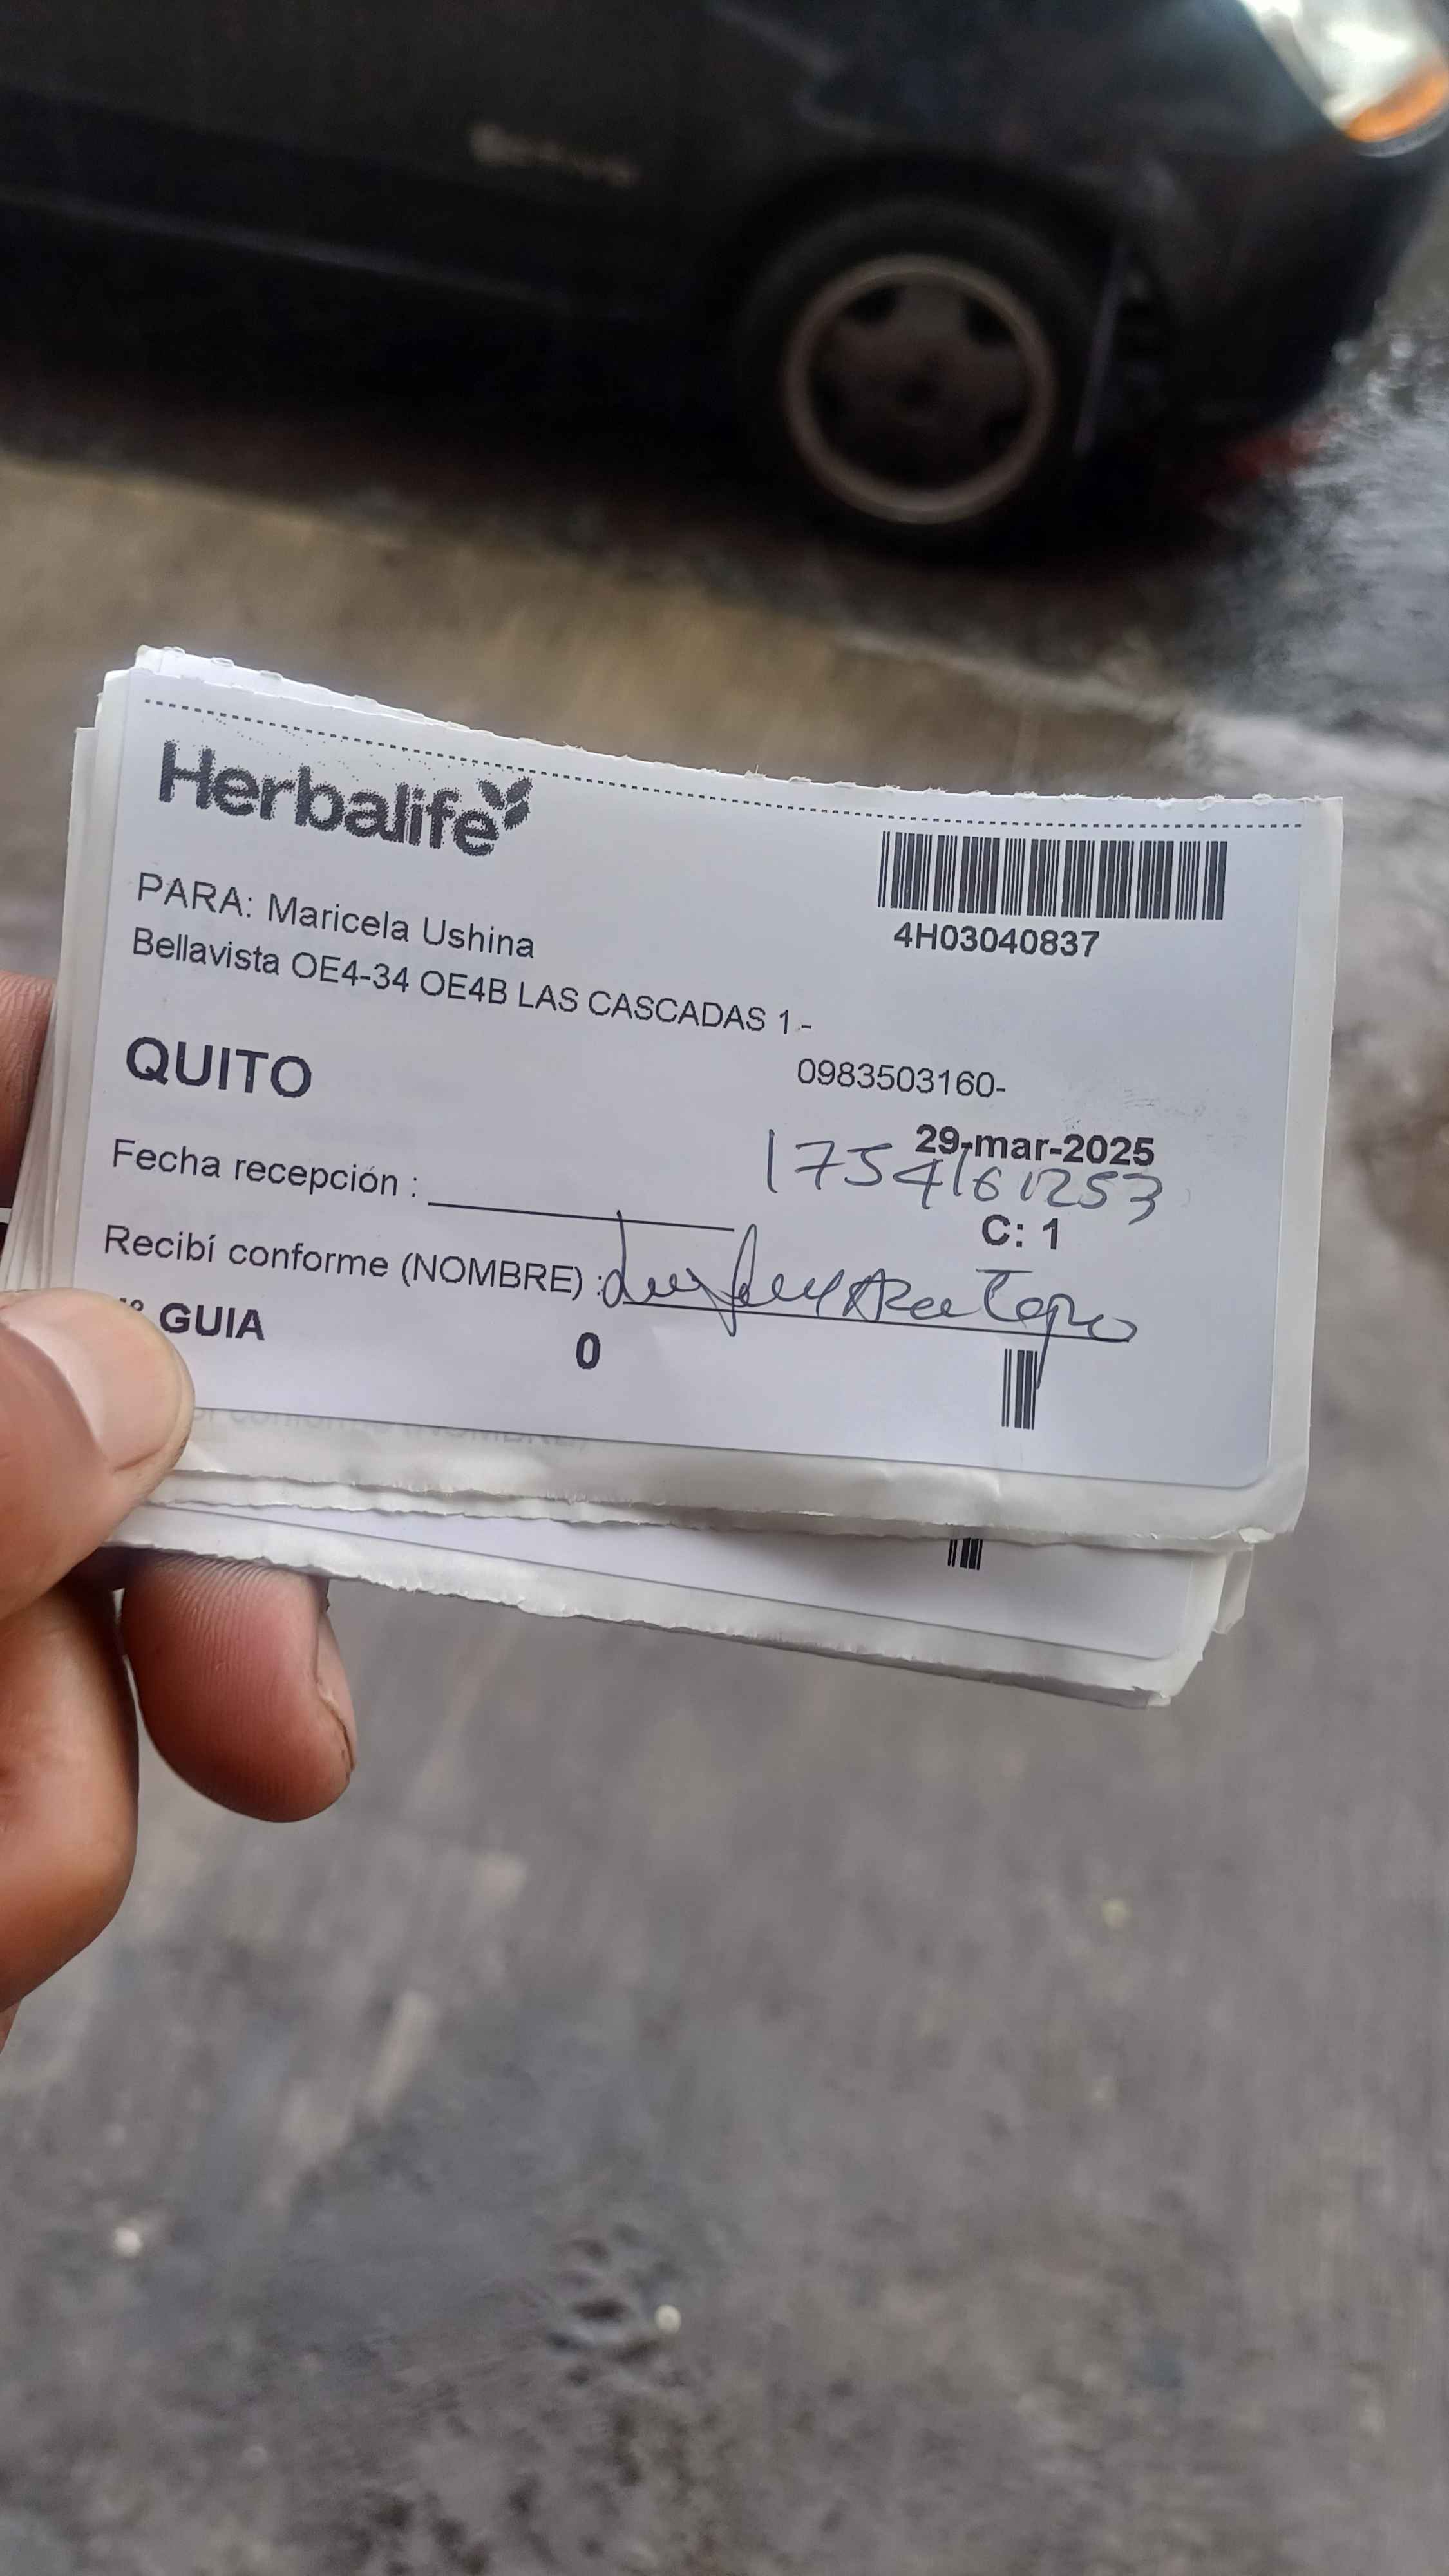 Herbalife
4H03040837
PARA: Maricela Ushina
Bellavista OE4-34 OE4B LAS CASCADAS 1.-
QUITO
0983503160-
29-mar-2025
1754161253
Fecha recepción :
C: 1
Recibí conforme (NOMBRE) :
GUIA
0